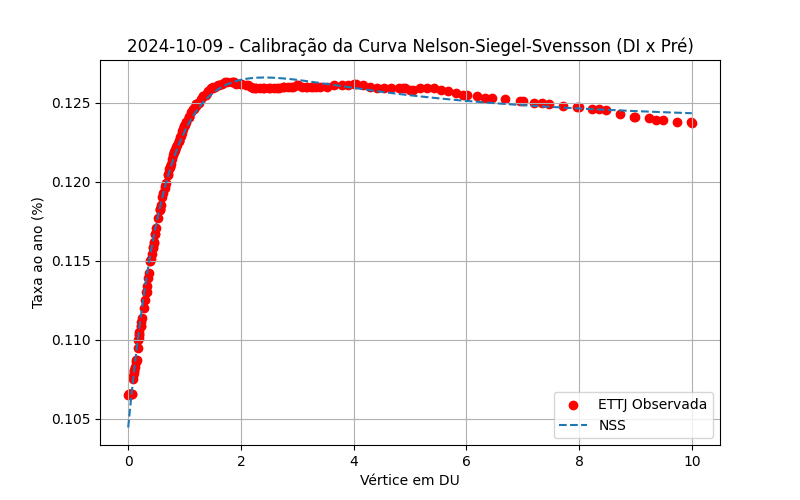 2024-10-09 - Calibração da Curva Nelson-Siegel-Svensson (DI x Pré)
Taxa ao ano (%)
0.125
0.120
0.115
0.110
0.105
ETTJ Observada
NSS
0 2 4 6 8 10
Vértice em DU